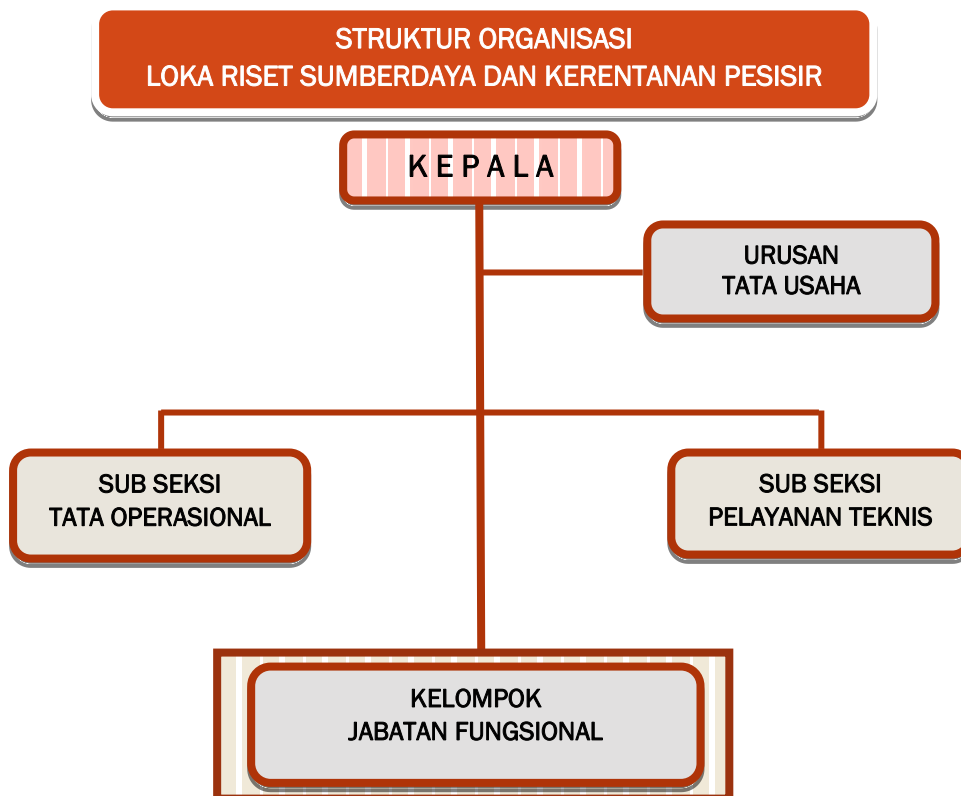 STRUKTUR ORGANISASI
LOKA RISET SUMBERDAYA DAN KERENTANAN PESISIR
K E P A L A
URUSAN
TATA USAHA
SUB SEKSI
TATA OPERASIONAL
SUB SEKSI
PELAYANAN TEKNIS
KELOMPOK
JABATAN FUNGSIONAL